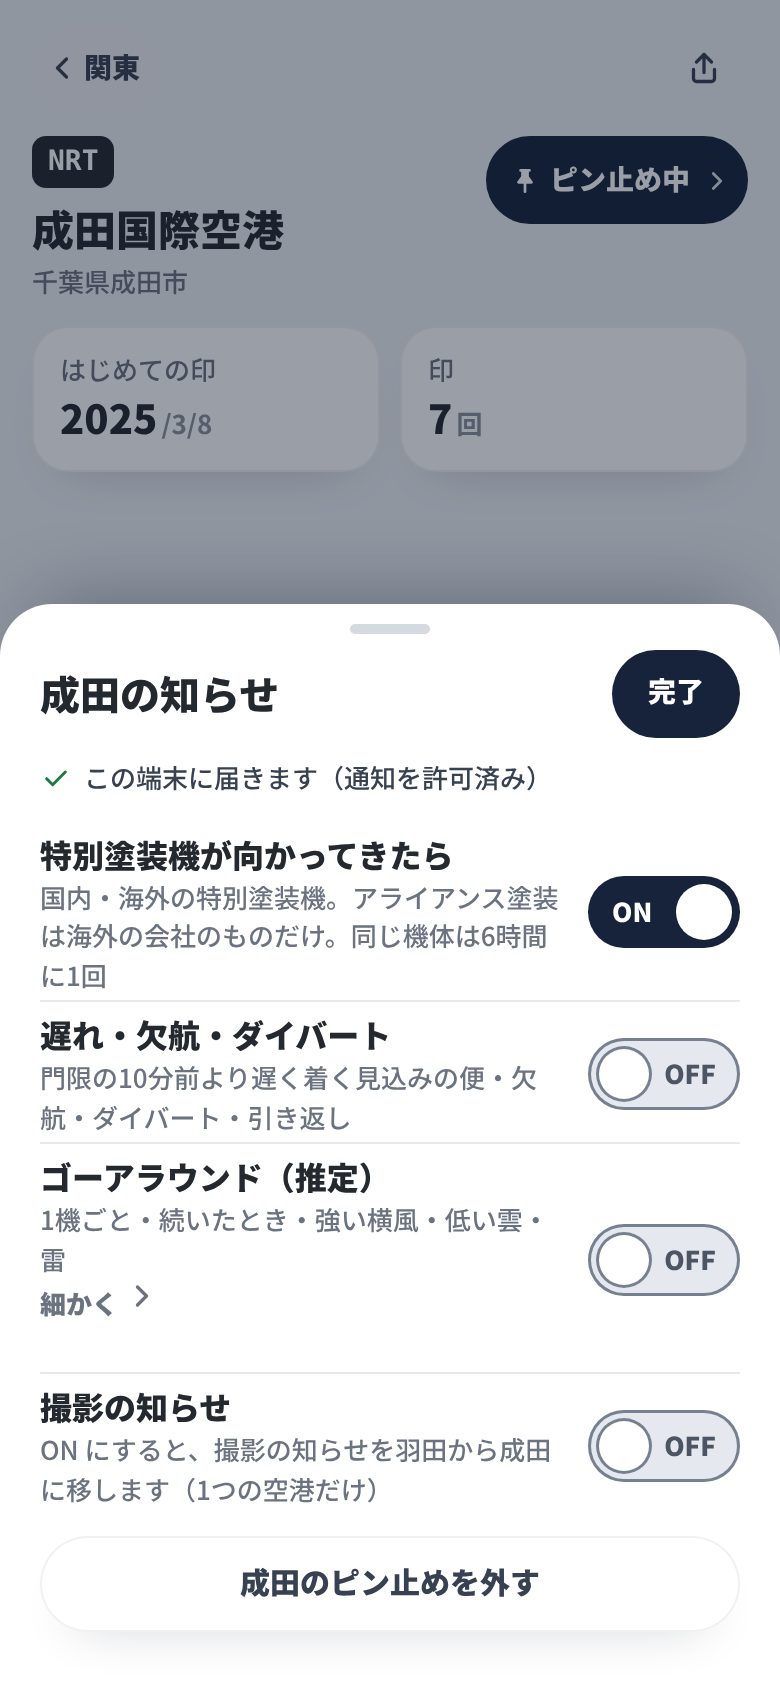 関東
NRT
ピン止め中
成田国際空港
千葉県成田市
はじめての印
2025/3/8
印
7回
成田の知らせ
完了
この端末に届きます（通知を許可済み）
特別塗装機が向かってきたら
国内・海外の特別塗装機。アライアンス塗装
は海外の会社のものだけ。同じ機体は6時間
に1回
ON
遅れ・欠航・ダイバート
門限の10分前より遅く着く見込みの便・欠
航・ダイバート・引き返し
OFF
ゴーアラウンド（推定）
1機ごと・続いたとき・強い横風・低い雲・
雷
細かく
OFF
撮影の知らせ
ON にすると、撮影の知らせを羽田から成田
に移します（1つの空港だけ）
OFF
成田のピン止めを外す